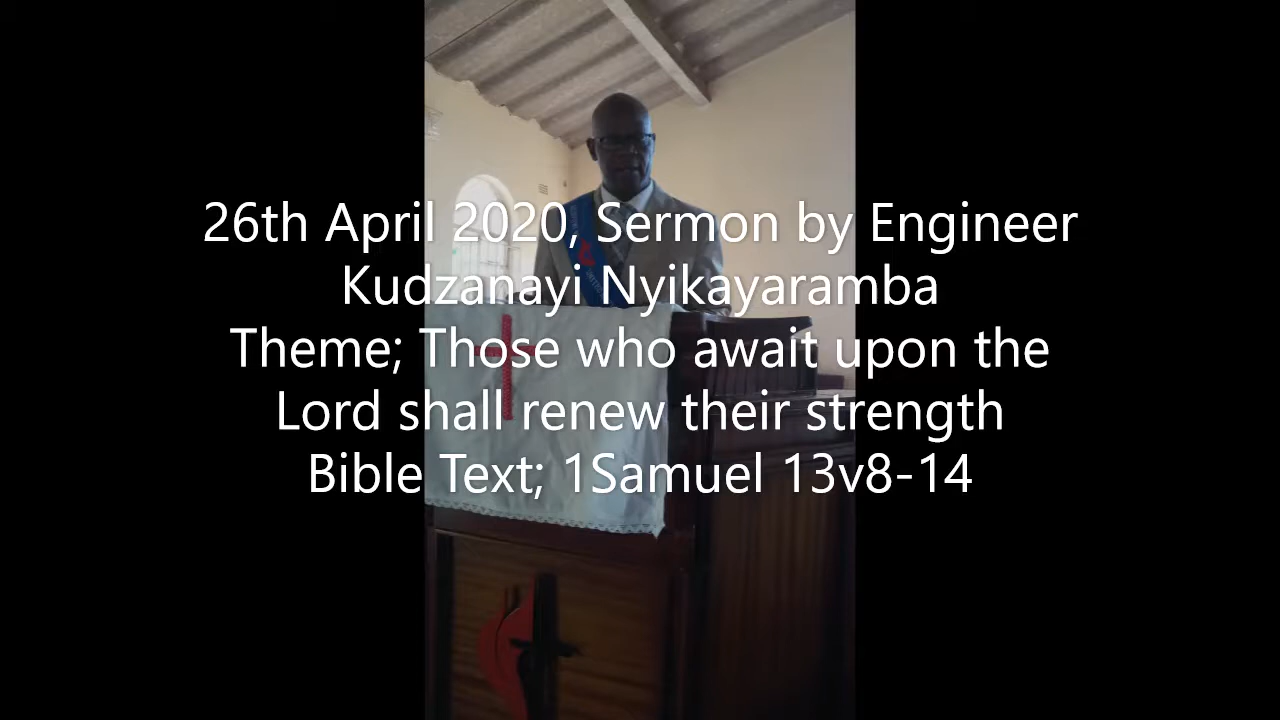 26th April 2020, Sermon by Engineer
Kudzanayi Nyikayaramba
Theme; Those who await upon the
Lord shall renew their strength
Bible Text; 1Samuel 13v8-14